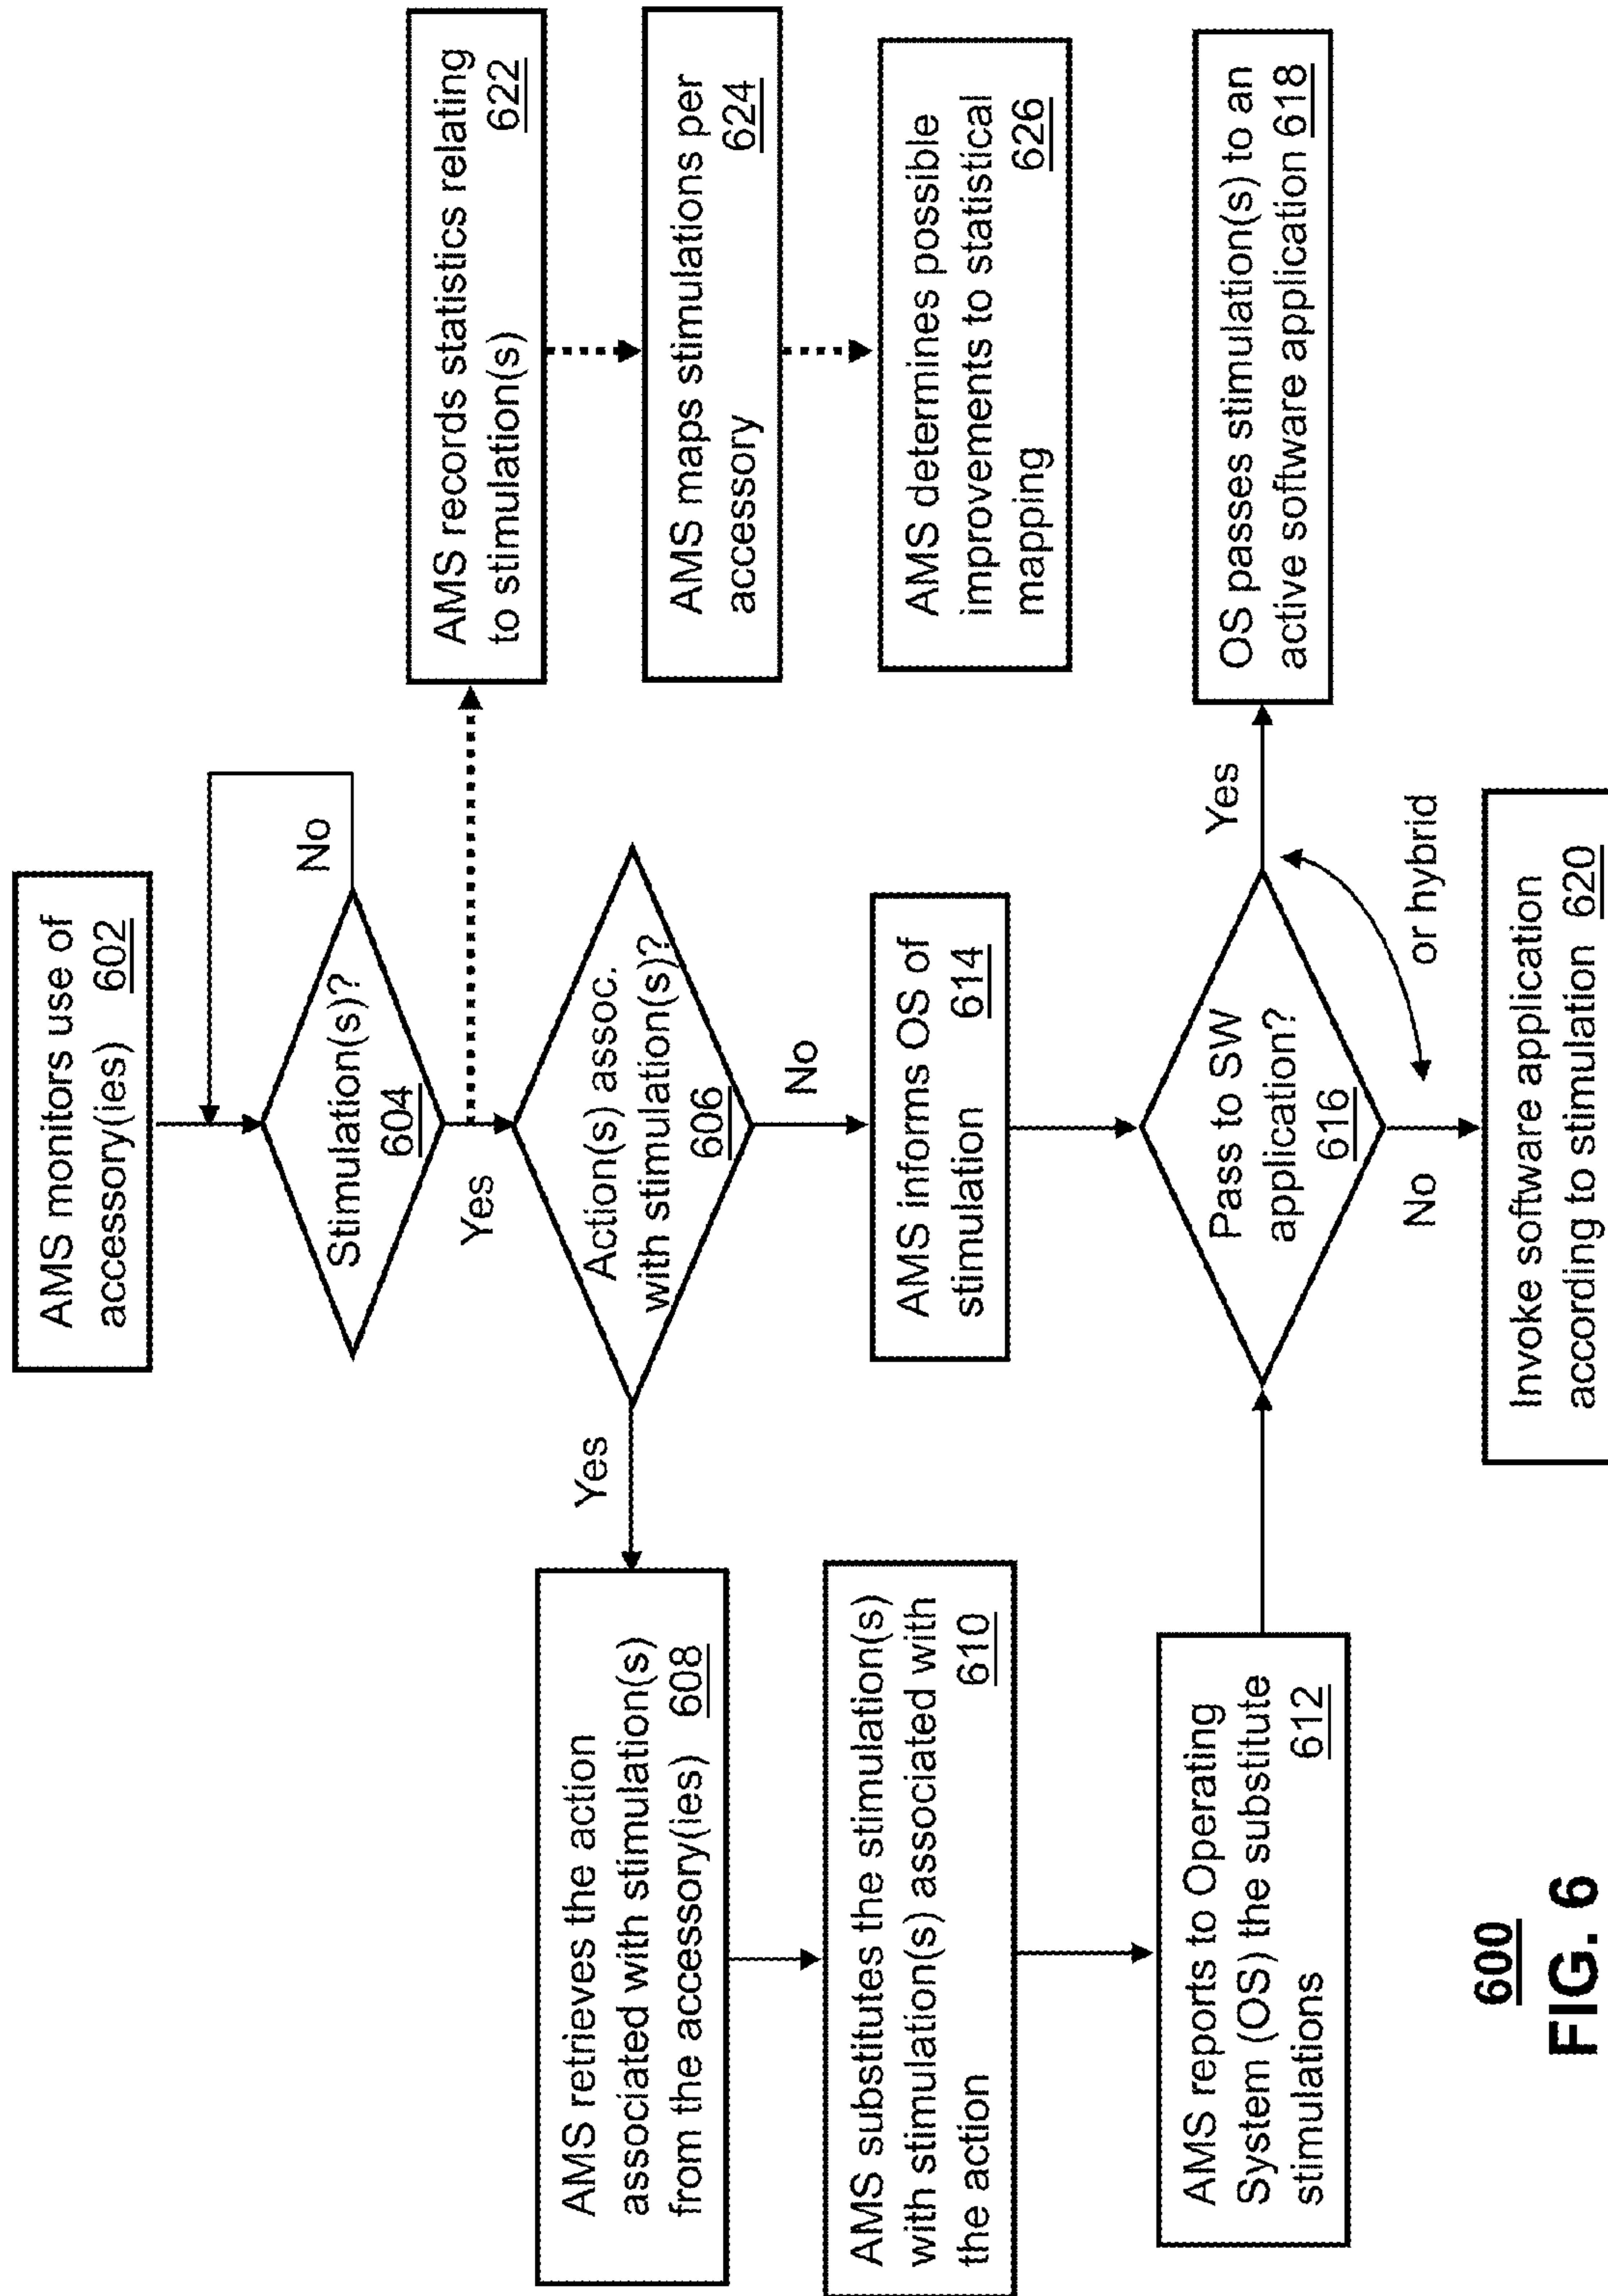 AMS monitors use of
accessory(ies) 602
No
Stimulation(s)?
604
Yes
AMS records statistics relating
to stimulation(s) 622
AMS maps stimulations per
accessory 624
AMS determines possible
improvements to statistical
mapping 626
Action(s) assoc.
with stimulation(s)?
606
Yes
No
AMS retrieves the action
associated with stimulation(s)
from the accessory(ies) 608
AMS substitutes the stimulation(s)
with stimulation(s) associated with
the action 610
AMS reports to Operating
System (OS) the substitute
stimulations 612
AMS informs OS of
stimulation 614
Pass to SW
application?
616
Yes
or hybrid
No
OS passes stimulation(s) to an
active software application 618
Invoke software application
according to stimulation 620
600
FIG. 6